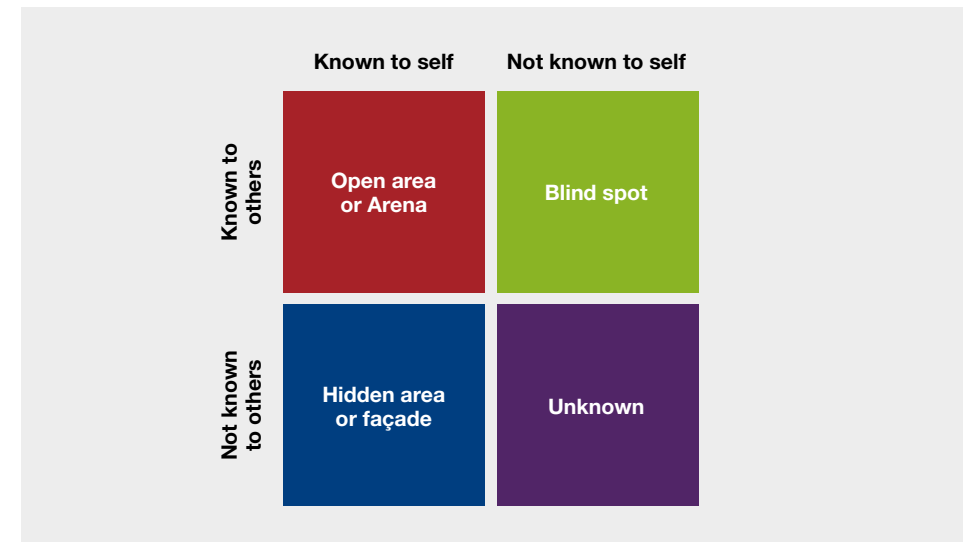 Known to self
Not known to self
Known to
others
Open area
or Arena
Blind spot
Not known
to others
Hidden area
or façade
Unknown